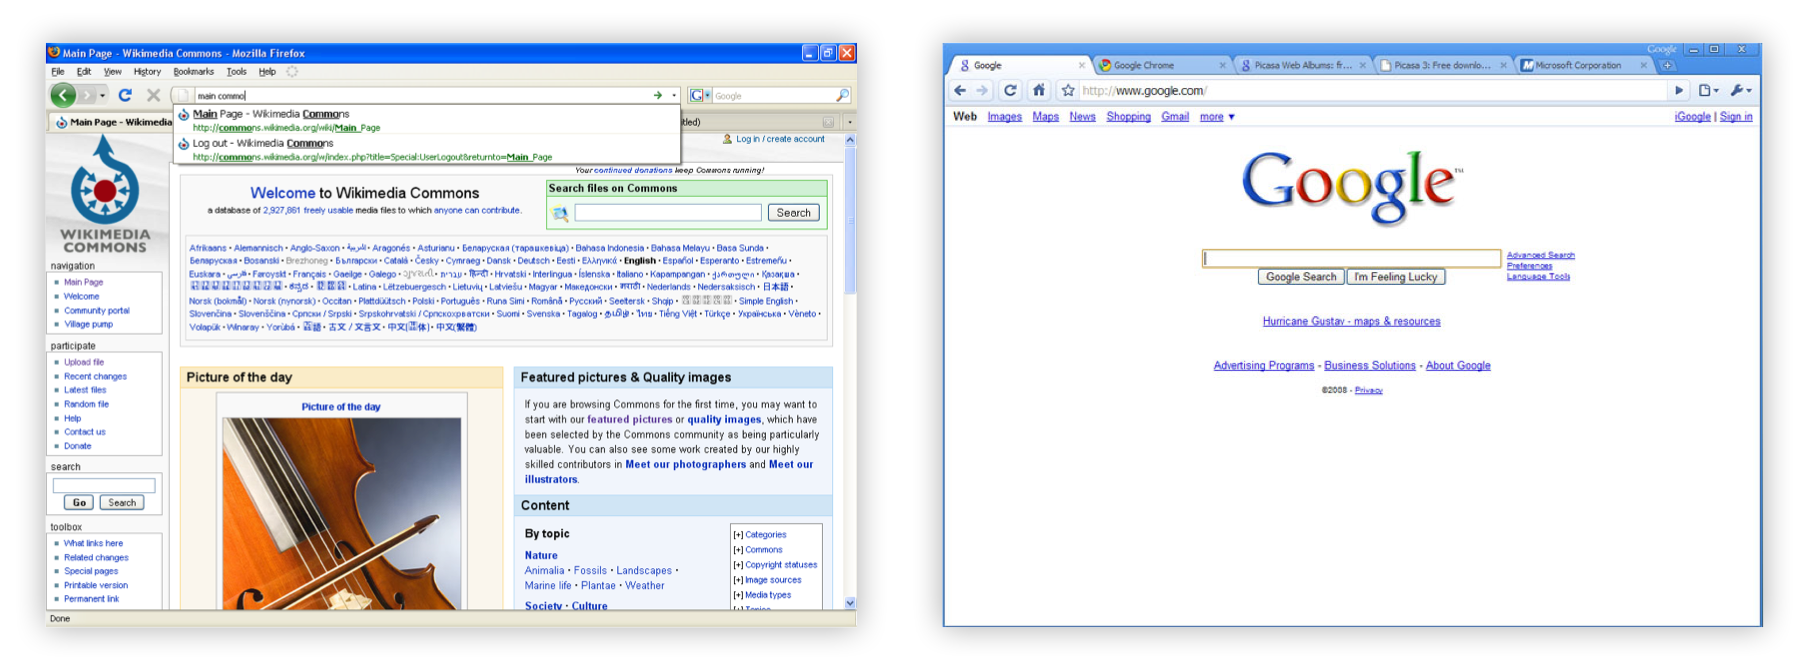 Main Page - Wikimedia Commons - Mozilla Firefox
File Edit View History Bookmarks Tools Help
main commo
Google
Main Page - Wikimedia Commons
http://commons.wikimedia.org/wiki/Main_Page
Log out - Wikimedia Commons
http://commons.wikimedia.org/w/index.php?title=Special:UserLogout&returnto=Main_Page
Main Page - Wikimedia
Log in / create account
Your continued donations keep Commons running!
WIKIMEDIA
COMMONS
navigation
Main Page
Welcome
Community portal
Village pump
participate
Upload file
Recent changes
Latest files
Random file
Help
Contact us
Donate
search
Go Search
toolbox
What links here
Related changes
Special pages
Printable version
Permanent link
Done
Welcome to Wikimedia Commons
a database of 2,927,861 freely usable media files to which anyone can contribute.
Search files on Commons
Search
Afrikaans • Alemannisch • Anglo-Saxon • العربية • Aragonés • Asturianu • Беларуская (тарашкевіца) • Bahasa Indonesia • Bahasa Melayu • Basa Sunda •
Беларуская • Bosanski • Brezhoneg • Български • Català • Česky • Cymraeg • Dansk • Deutsch • Eesti • Ελληνικά • English • Español • Esperanto • Estremeñu •
Euskara • فارسی • Føroyskt • Français • Gaeilge • Galego • ગુજરાતી • עברית • हिन्दी • Hrvatski • Interlingua • Íslenska • Italiano • Kapampangan • ქართული • Қазақша •
Latina • Lëtzebuergesch • Lietuvių • Latviešu • Magyar • Македонски • मराठी • Nederlands • Nedersaksisch • 日本語 •
Norsk (bokmål) • Norsk (nynorsk) • Occitan • Plattdüütsch • Polski • Português • Runa Simi • Română • Русский • Seeltersk • Shqip • Simple English •
Slovenčina • Slovenščina • Српски / Srpski • Srpskohrvatski / Српскохрватски • Suomi • Svenska • Tagalog • தமிழ் • ไทย • Tiếng Việt • Türkçe • Українська • Vèneto •
Volapük • Winaray • Yorùbá • 古文 / 文言文 • 中文(繁體)
Picture of the day
Picture of the day
Featured pictures & Quality images
If you are browsing Commons for the first time, you may want to
start with our featured pictures or quality images, which have
been selected by the Commons community as being particularly
valuable. You can also see some work created by our highly
skilled contributors in Meet our photographers and Meet our
illustrators.
Content
By topic
Nature
Animalia • Fossils • Landscapes •
Marine life • Plantae • Weather
Society • Culture
[+] Categories
[+] Commons
[+] Copyright statuses
[+] Image sources
[+] Media types
[+] Topics
Google
Google Google Chrome Picasa Web Albums: fr... Picasa 3: Free downlo... Microsoft Corporation
http://www.google.com/
Web Images Maps News Shopping Gmail more ▼ iGoogle | Sign in
Google™
Advanced Search
Preferences
Language Tools
Google Search I'm Feeling Lucky
Hurricane Gustav - maps & resources
Advertising Programs - Business Solutions - About Google
©2008 - Privacy